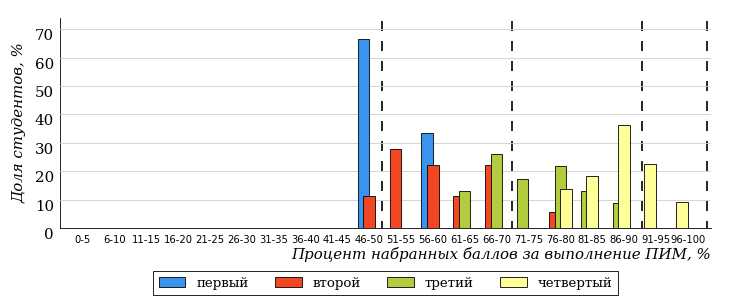 Доля студентов, %
70
60
50
40
30
20
10
0
0-5 6-10 11-15 16-20 21-25 26-30 31-35 36-40 41-45 46-50 51-55 56-60 61-65 66-70 71-75 76-80 81-85 86-90 91-95 96-100
Процент набранных баллов за выполнение ПИМ, %
первый второй третий четвертый